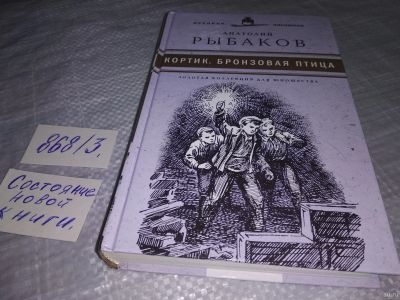 АНАТОЛИЙ
РЫБАКОВ
КОРТИК. БРОНЗОВАЯ ПТИЦА
ЗОЛОТАЯ КОЛЛЕКЦИЯ ДЛЯ ЮНОШЕСТВА
868/3.
Состояние
новой
книги.